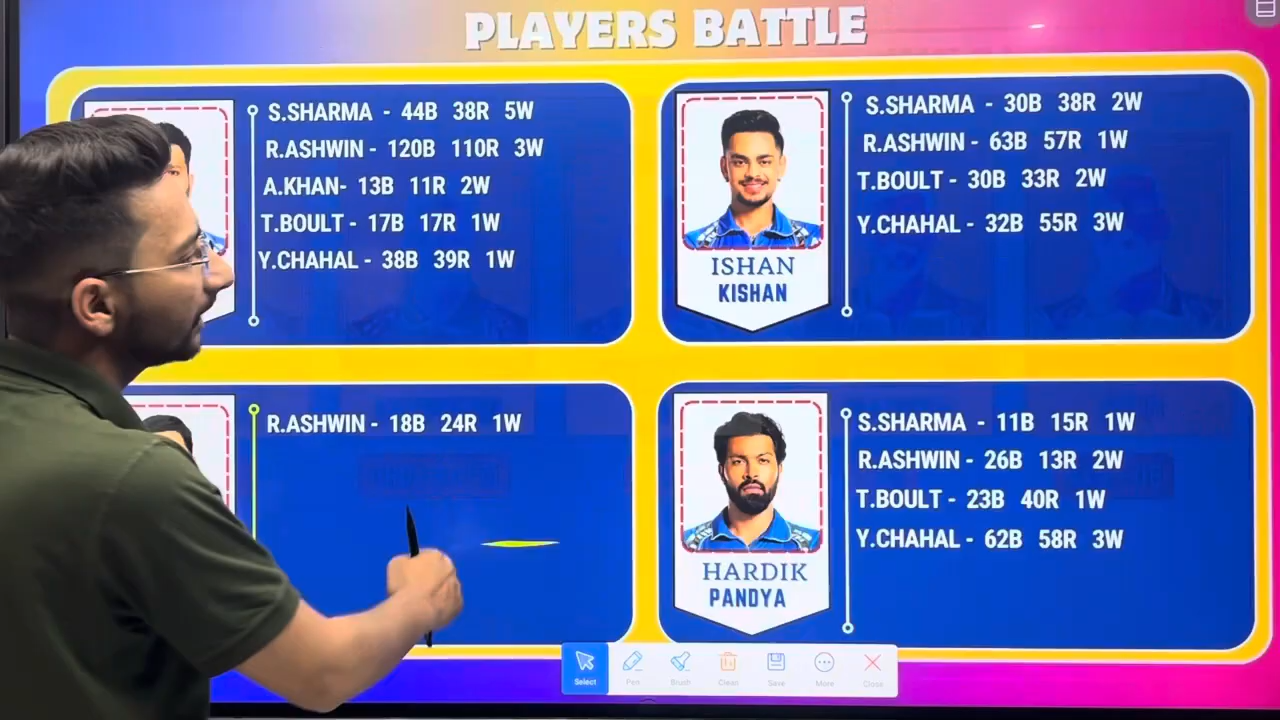 PLAYERS BATTLE
S.SHARMA - 44B 38R 5W
R.ASHWIN - 120B 110R 3W
A.KHAN- 13B 11R 2W
T.BOULT - 17B 17R 1W
Y.CHAHAL - 38B 39R 1W
S.SHARMA - 30B 38R 2W
R.ASHWIN - 63B 57R 1W
T.BOULT - 30B 33R 2W
Y.CHAHAL - 32B 55R 3W
ISHAN
KISHAN
R.ASHWIN - 18B 24R 1W
S.SHARMA - 11B 15R 1W
R.ASHWIN - 26B 13R 2W
T.BOULT - 23B 40R 1W
Y.CHAHAL - 62B 58R 3W
HARDIK
PANDYA
Select Pen Brush Clean Save More Close